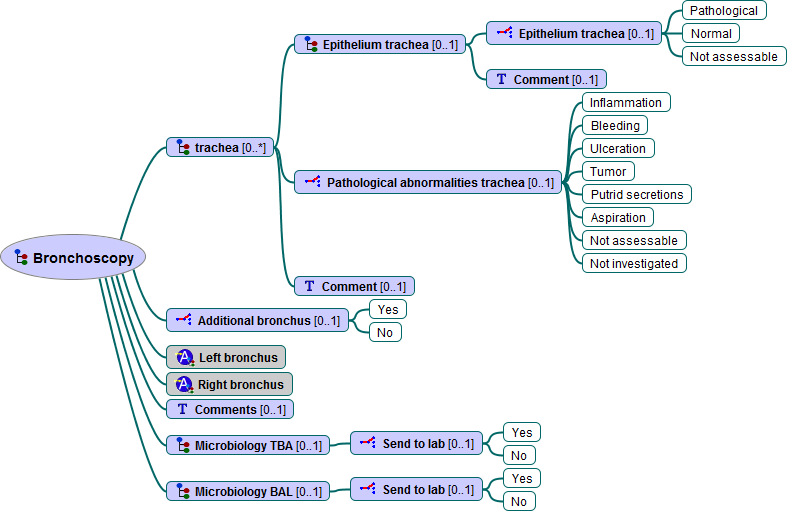 Bronchoscopy
trachea [0..*]
Epithelium trachea [0..1]
Epithelium trachea [0..1]
Pathological
Normal
Not assessable
T Comment [0..1]
Pathological abnormalities trachea [0..1]
Inflammation
Bleeding
Ulceration
Tumor
Putrid secretions
Aspiration
Not assessable
Not investigated
T Comment [0..1]
Additional bronchus [0..1]
Yes
No
A Left bronchus
A Right bronchus
T Comments [0..1]
Microbiology TBA [0..1]
Send to lab [0..1]
Yes
No
Microbiology BAL [0..1]
Send to lab [0..1]
Yes
No